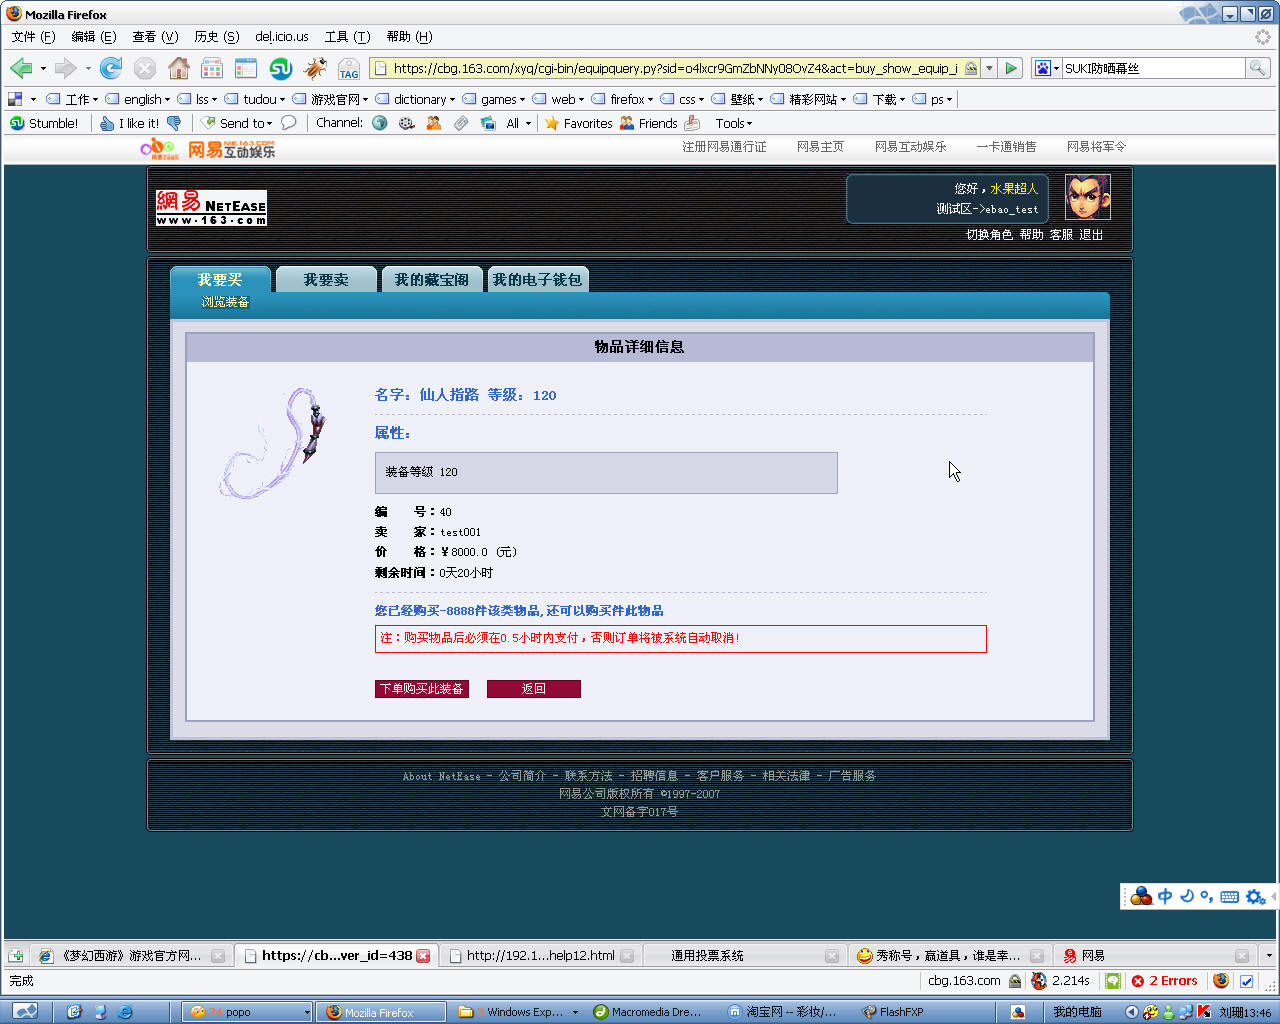 Mozilla Firefox
文件 (F) 编辑 (E) 查看 (V) 历史 (S) del.icio.us 工具 (T) 帮助 (H)
TAG https://cbg.163.com/xyq/cgi-bin/equipquery.py?sid=o4lxcr9GmZbNNy08OvZ4&act=buy_show_equip_i SUKI防晒幕丝
工作 english lss tudou 游戏官网 dictionary games web firefox css 壁纸 精彩网站 下载 ps
Stumble! I like it! Send to Channel: All Favorites Friends Tools
网易互动娱乐 注册网易通行证 网易主页 网易互动娱乐 一卡通销售 网易将军令
網易 NETEASE
www.163.com
您好，水果超人
测试区->ebao_test
切换角色 帮助 客服 退出
我要买 我要卖 我的藏宝阁 我的电子钱包
浏览装备
物品详细信息
名字：仙人指路 等级：120
属性：
装备等级 120
编 号：40
卖 家：test001
价 格：￥8000.0 (元)
剩余时间：0天20小时
您已经购买-8888件该类物品,还可以购买件此物品
注：购买物品后必须在0.5小时内支付，否则订单将被系统自动取消!
下单购买此装备 返回
About NetEase - 公司简介 - 联系方法 - 招聘信息 - 客户服务 - 相关法律 - 广告服务
网易公司版权所有 ©1997-2007
文网备字017号
中
《梦幻西游》游戏官方网... https://cb...ver_id=438 http://192.1...help12.html 通用投票系统 秀称号，赢道具，谁是幸... 网易
完成 cbg.163.com 2.214s 2 Errors
popo Mozilla Firefox 3 Windows Exp... Macromedia Dre... 淘宝网 -- 彩妆/... FlashFXP 我的电脑 刘珊13:46